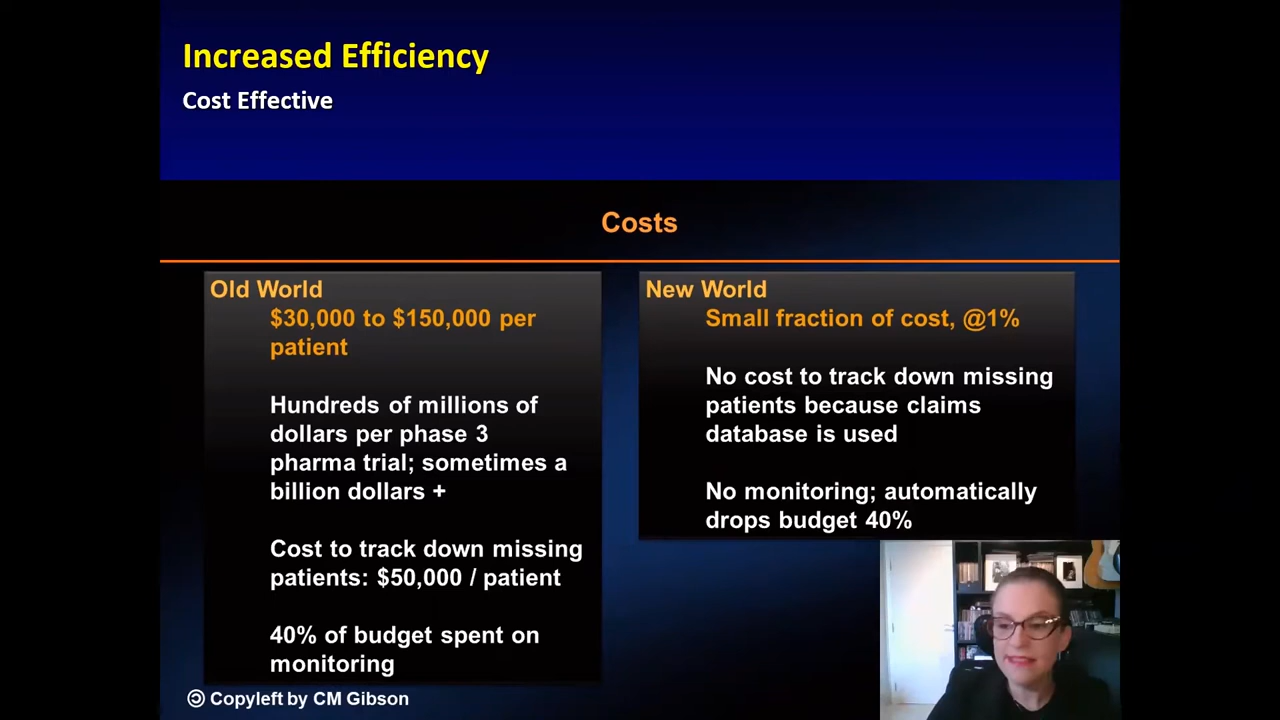 Increased Efficiency
Cost Effective
Costs
Old World
$30,000 to $150,000 per
patient
Hundreds of millions of
dollars per phase 3
pharma trial; sometimes a
billion dollars +
Cost to track down missing
patients: $50,000 / patient
40% of budget spent on
monitoring
New World
Small fraction of cost, @1%
No cost to track down missing
patients because claims
database is used
No monitoring; automatically
drops budget 40%
🄯 Copyleft by CM Gibson